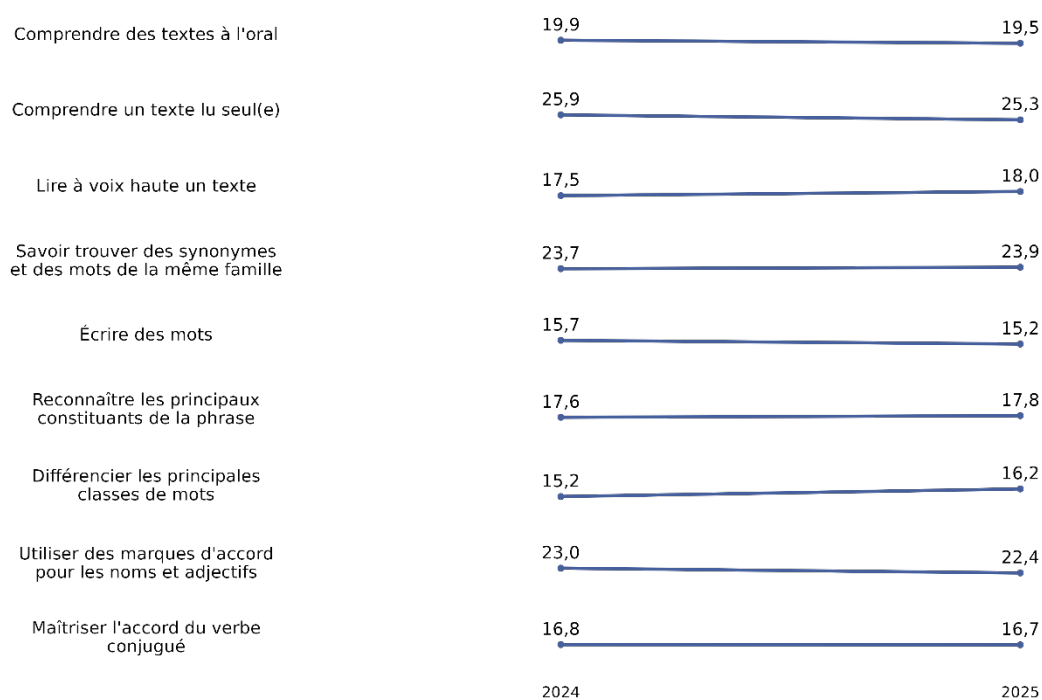 Comprendre des textes à l'oral
19,9
19,5
Comprendre un texte lu seul(e)
25,9
25,3
Lire à voix haute un texte
17,5
18,0
Savoir trouver des synonymes
et des mots de la même famille
23,7
23,9
Écrire des mots
15,7
15,2
Reconnaître les principaux
constituants de la phrase
17,6
17,8
Différencier les principales
classes de mots
15,2
16,2
Utiliser des marques d'accord
pour les noms et adjectifs
23,0
22,4
Maîtriser l'accord du verbe
conjugué
16,8
16,7
2024
2025